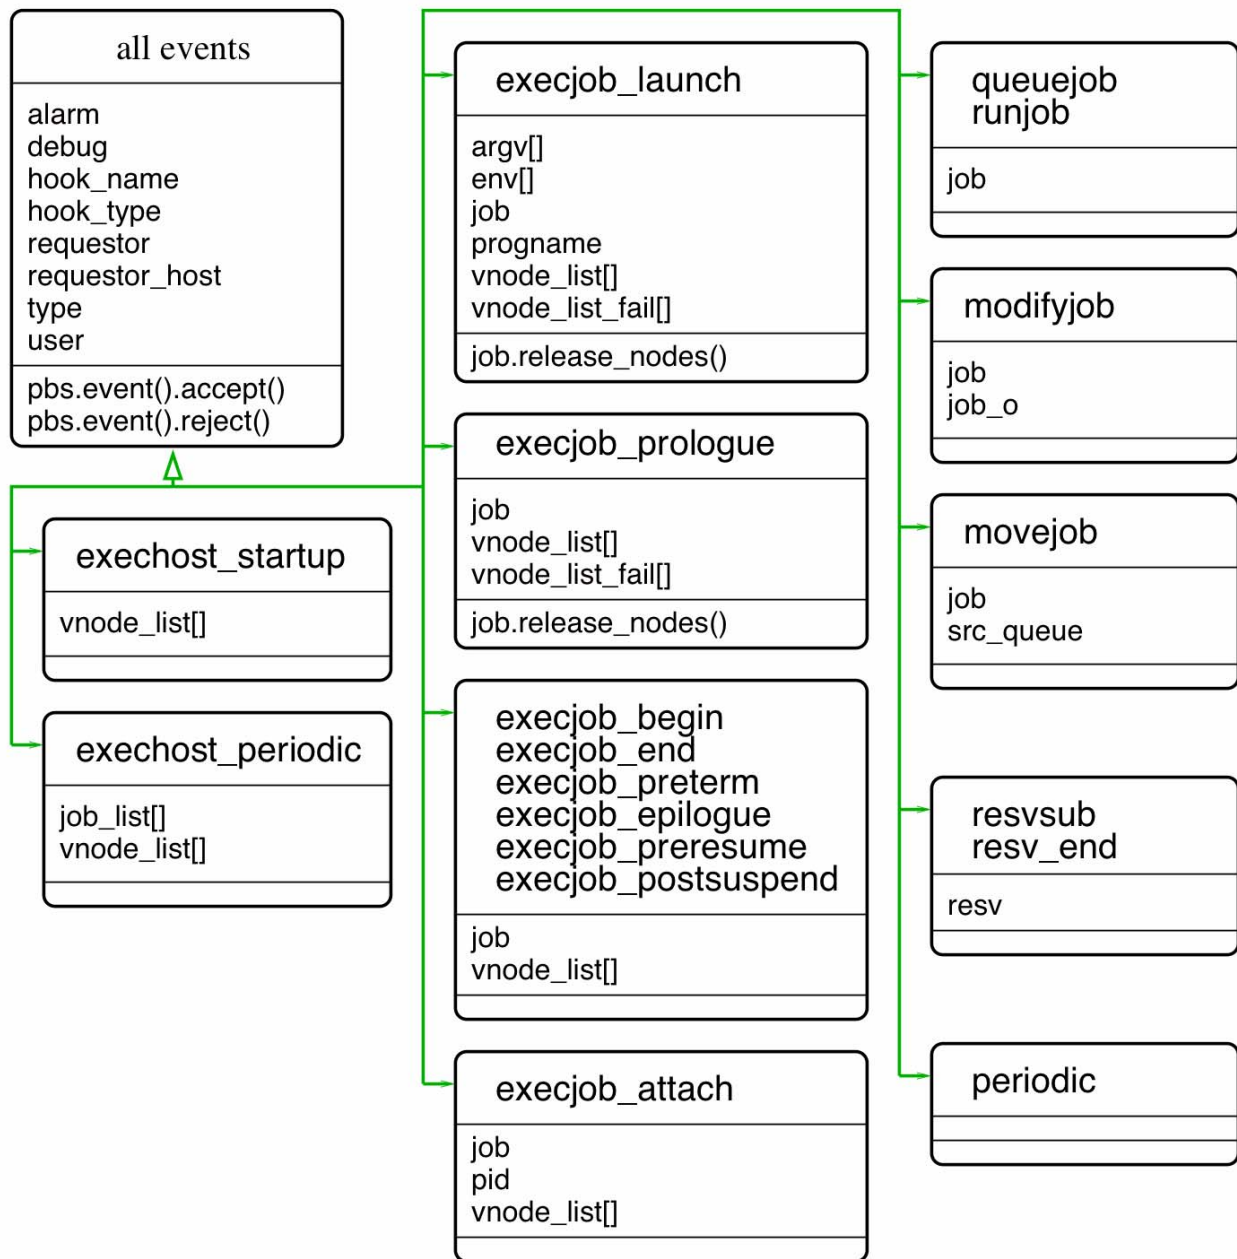 all events
alarm
debug
hook_name
hook_type
requestor
requestor_host
type
user
pbs.event().accept()
pbs.event().reject()
exechost_startup
vnode_list[]
exechost_periodic
job_list[]
vnode_list[]
execjob_launch
argv[]
env[]
job
progname
vnode_list[]
vnode_list_fail[]
job.release_nodes()
execjob_prologue
job
vnode_list[]
vnode_list_fail[]
job.release_nodes()
execjob_begin
execjob_end
execjob_preterm
execjob_epilogue
execjob_preresume
execjob_postsuspend
job
vnode_list[]
execjob_attach
job
pid
vnode_list[]
queuejob
runjob
job
modifyjob
job
job_o
movejob
job
src_queue
resvsub
resv_end
resv
periodic